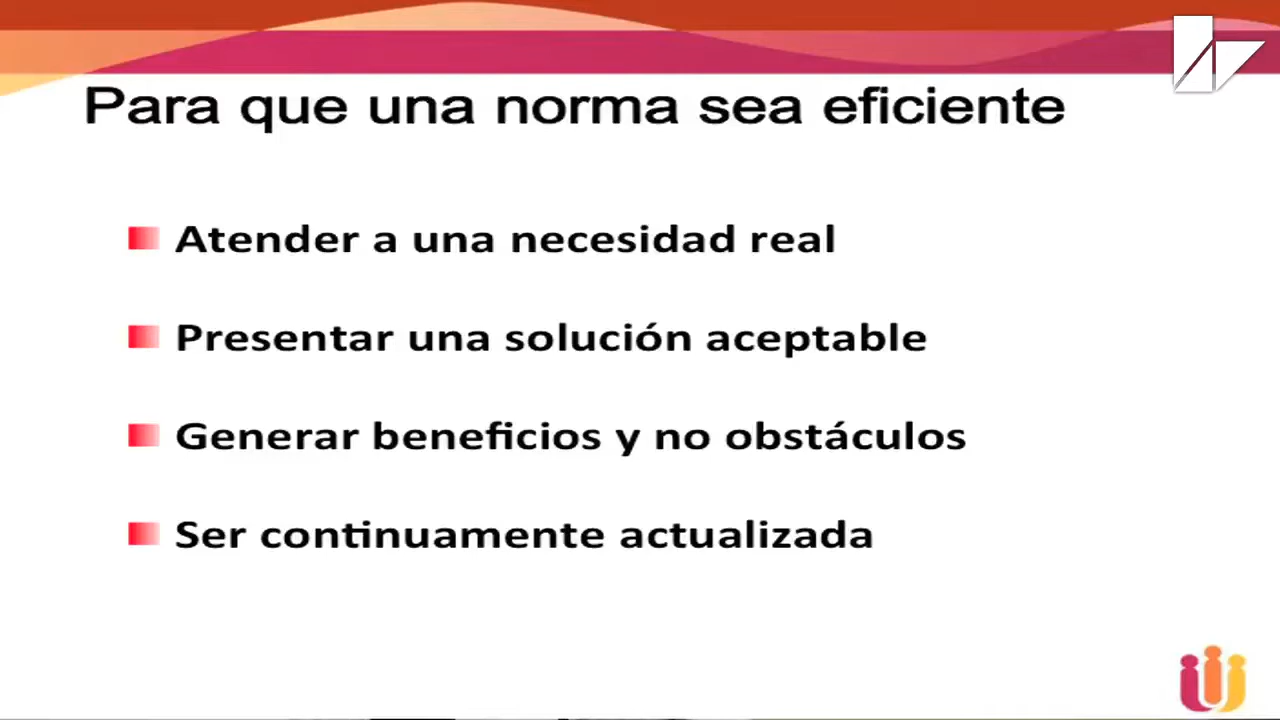 Para que una norma sea eficiente
Atender a una necesidad real
Presentar una solución aceptable
Generar beneficios y no obstáculos
Ser continuamente actualizada